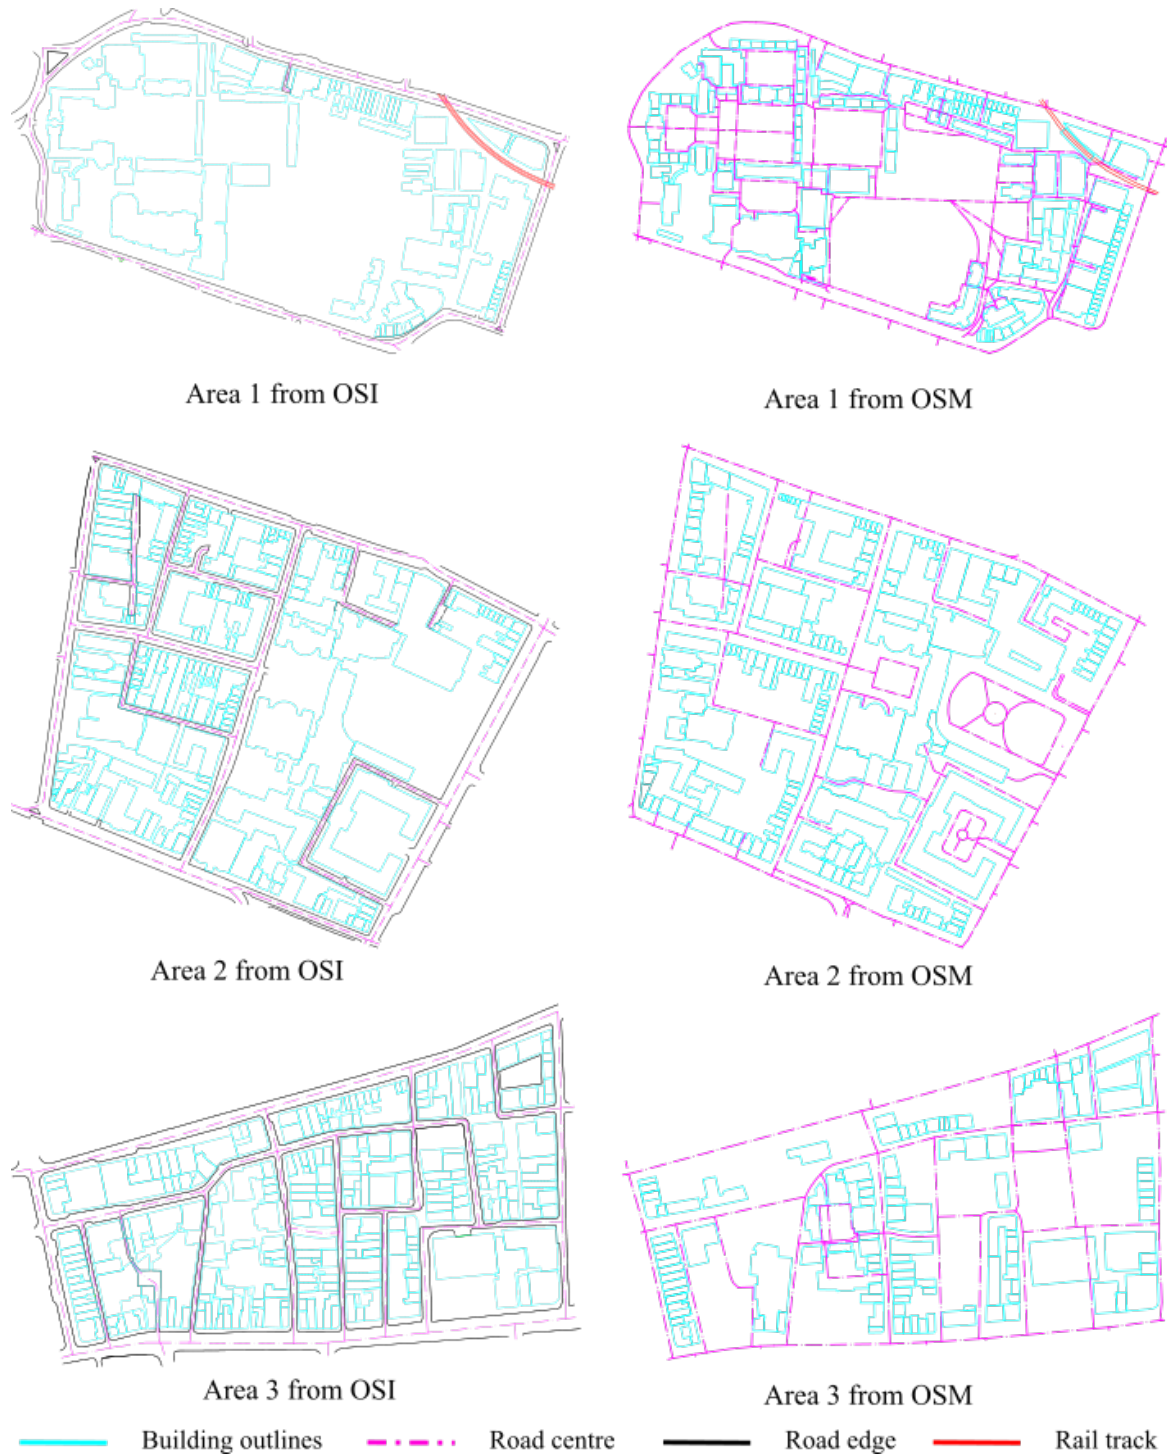 Area 1 from OSI
Area 1 from OSM
Area 2 from OSI
Area 2 from OSM
Area 3 from OSI
Area 3 from OSM
Building outlines Road centre Road edge Rail track